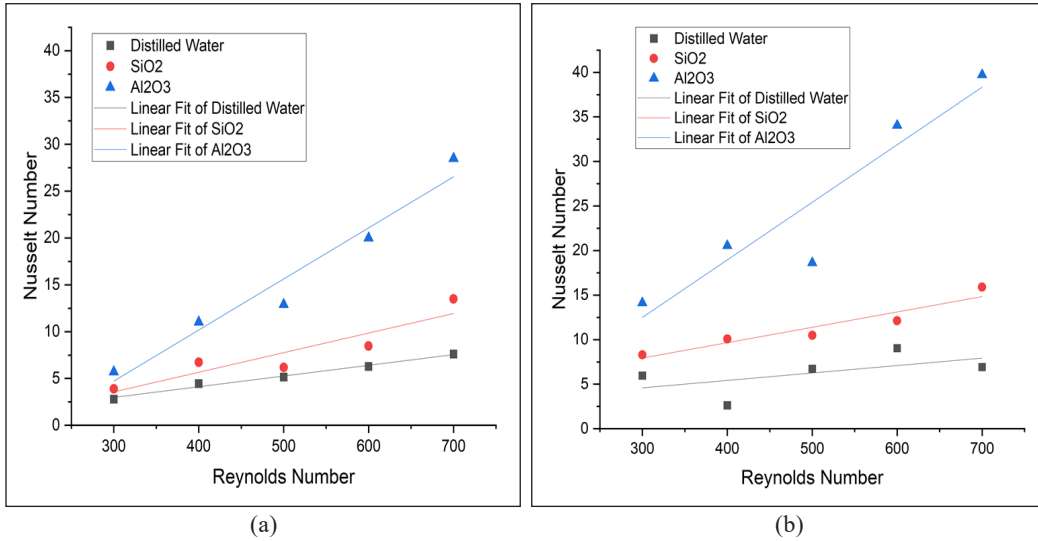 Distilled Water
SiO2
Al2O3
Linear Fit of Distilled Water
Linear Fit of SiO2
Linear Fit of Al2O3
40
35
30
25
20
15
10
5
0
Nusselt Number
300
400
500
600
700
Reynolds Number
(a)
Distilled Water
SiO2
Al2O3
Linear Fit of Distilled Water
Linear Fit of SiO2
Linear Fit of Al2O3
40
35
30
25
20
15
10
5
0
Nusselt Number
300
400
500
600
700
Reynolds Number
(b)